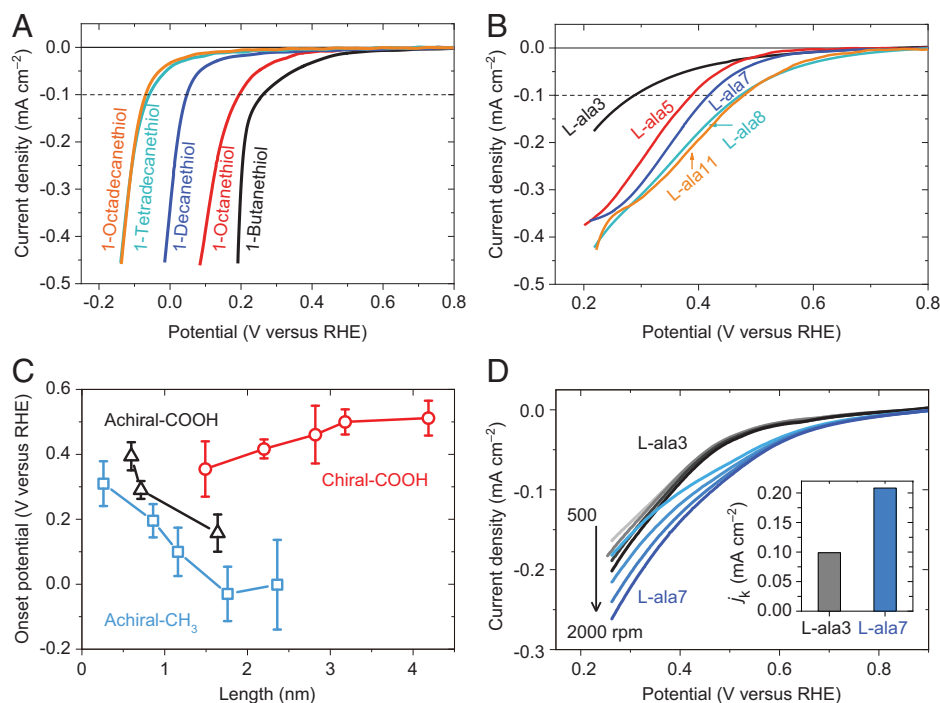 A
0.0
-0.1
-0.2
-0.3
-0.4
-0.5
Current density (mA cm⁻²)
1-Octadecanethiol
1-Tetradecanethiol
1-Decanethiol
1-Octanethiol
1-Butanethiol
-0.2 0.0 0.2 0.4 0.6 0.8
Potential (V versus RHE)
B
0.0
-0.1
-0.2
-0.3
-0.4
-0.5
Current density (mA cm⁻²)
L-ala3
L-ala5
L-ala7
L-ala8
L-ala11
0.2 0.4 0.6 0.8
Potential (V versus RHE)
C
0.6
0.4
0.2
0.0
-0.2
Onset potential (V versus RHE)
Achiral-COOH
Chiral-COOH
Achiral-CH₃
0 1 2 3 4
Length (nm)
D
0.0
-0.1
-0.2
-0.3
Current density (mA cm⁻²)
L-ala3
500
L-ala7
2000 rpm
0.20
0.15
0.10
0.05
0.00
jₖ (mA cm⁻²)
L-ala3 L-ala7
0.2 0.4 0.6 0.8
Potential (V versus RHE)